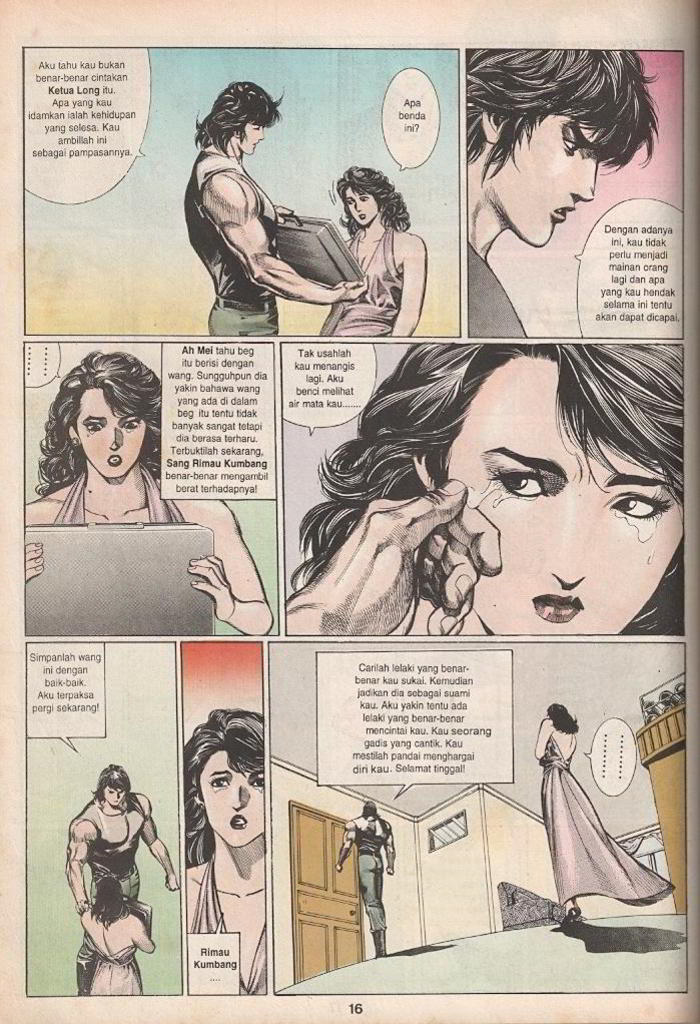 Aku tahu kau bukan
benar-benar cintakan
Ketua Long itu.
Apa yang kau
idamkan ialah kehidupan
yang selesa. Kau
ambillah ini
sebagai pampasannya.
Apa
benda
ini?
Dengan adanya
ini, kau tidak
perlu menjadi
mainan orang
lagi dan apa
yang kau hendak
selama ini tentu
akan dapat dicapai.
Ah Mei tahu beg
itu berisi dengan
wang. Sungguhpun dia
yakin bahawa wang
yang ada di dalam
beg itu tentu tidak
banyak sangat tetapi
dia berasa terharu.
Terbuktilah sekarang,
Sang Rimau Kumbang
benar-benar mengambil
berat terhadapnya!
Tak usahlah
kau menangis
lagi. Aku
benci melihat
air mata kau.......
Simpanlah wang
ini dengan
baik-baik.
Aku terpaksa
pergi sekarang!
Rimau
Kumbang
....
Carilah lelaki yang benar-
benar kau sukai. Kemudian
jadikan dia sebagai suami
kau. Aku yakin tentu ada
lelaki yang benar-benar
mencintai kau. Kau seorang
gadis yang cantik. Kau
mestilah pandai menghargai
diri kau. Selamat tinggal!
16